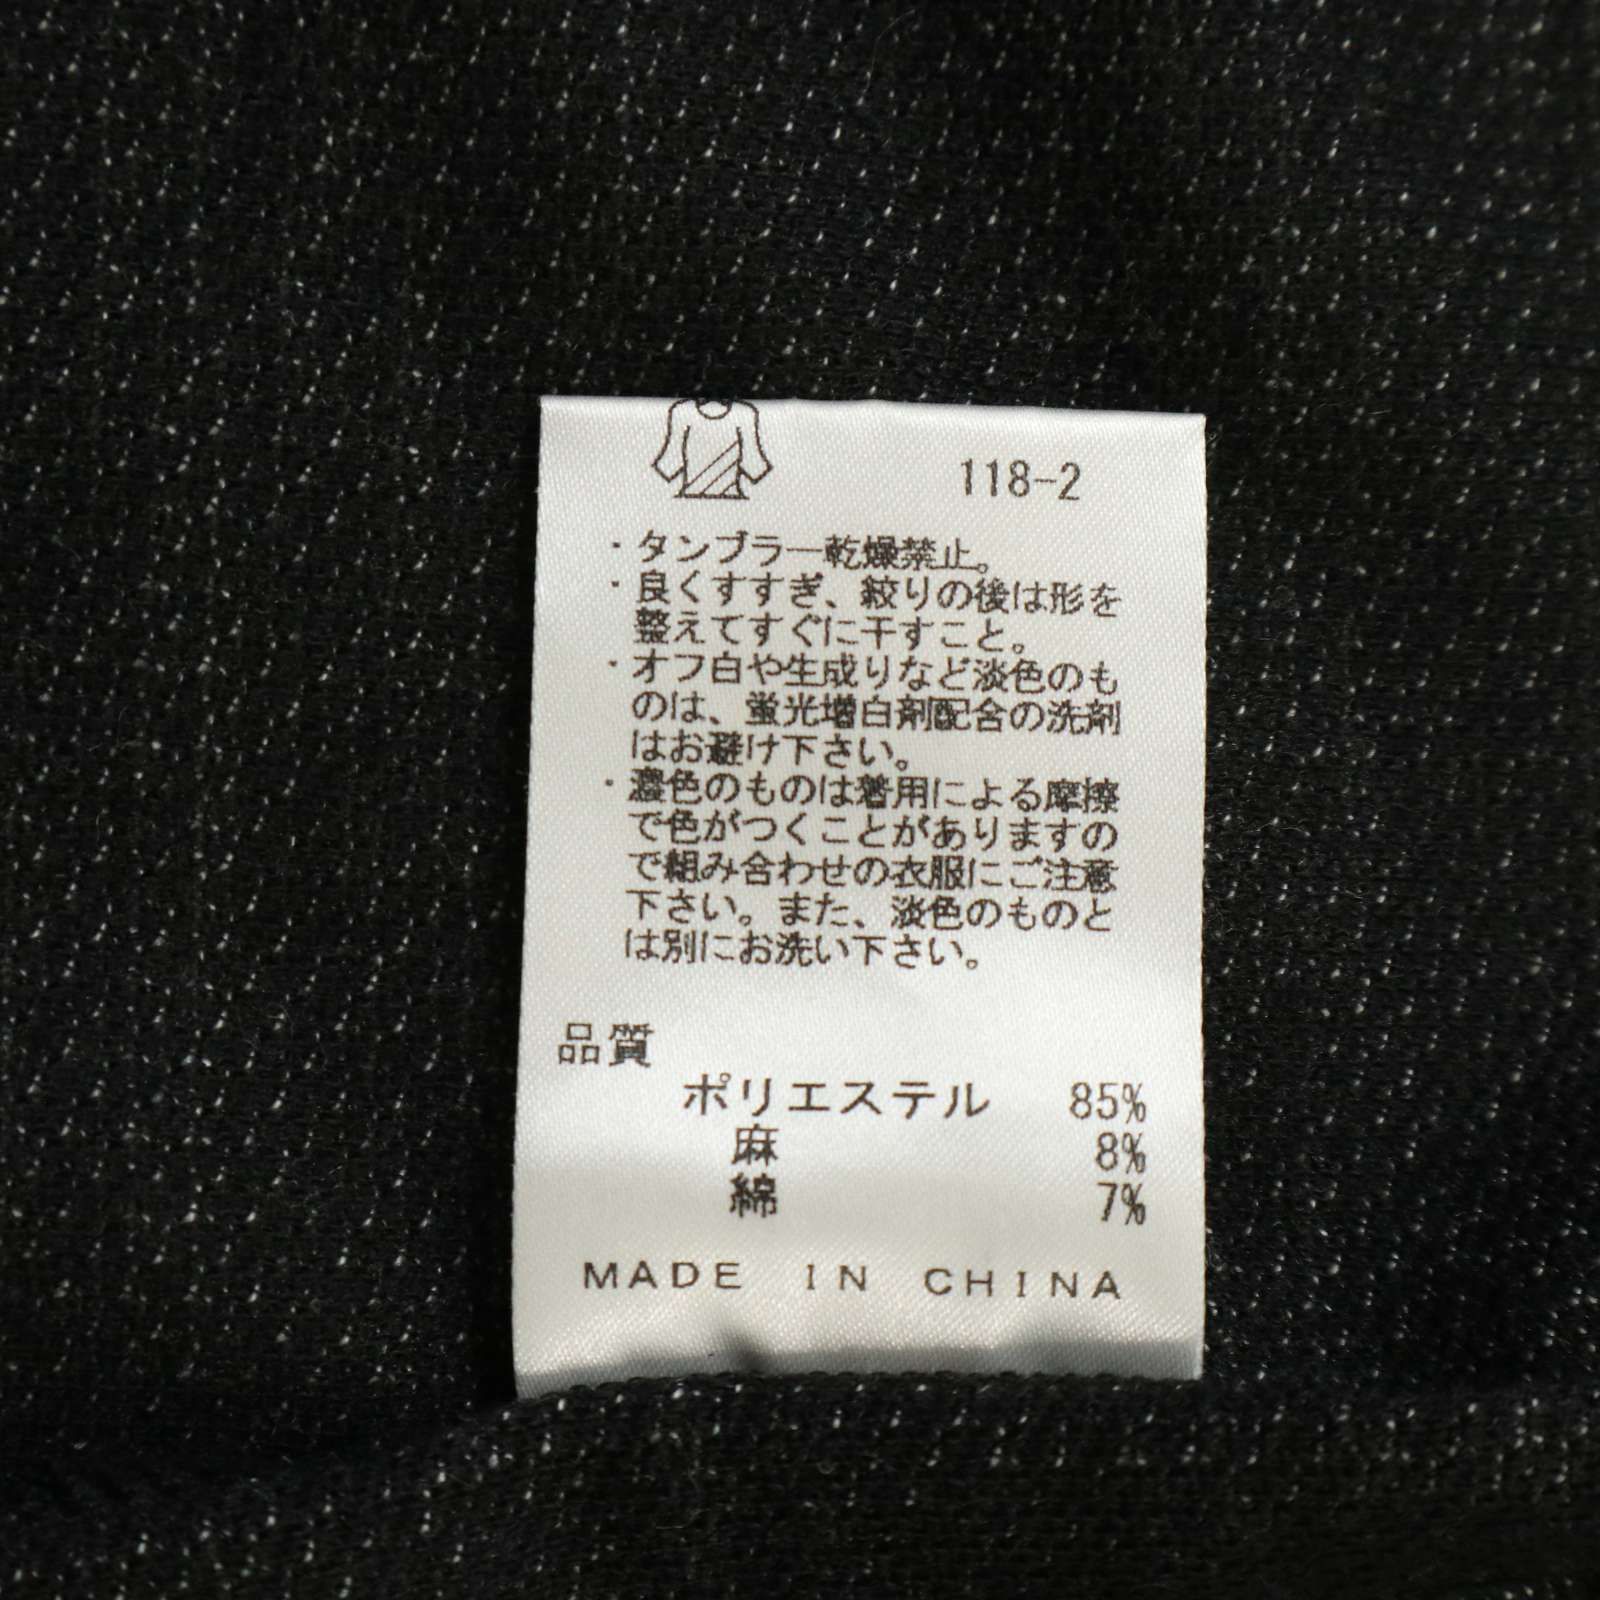 118-2
・タンブラー乾燥禁止。
・良くすすぎ、絞りの後は形を
整えてすぐに干すこと。
・オフ白や生成りなど淡色のも
のは、蛍光増白剤配合の洗剤
はお避け下さい。
・濃色のものは着用による摩擦
で色がつくことがありますの
で組み合わせの衣服にご注意
下さい。また、淡色のものと
は別にお洗い下さい。
品質
ポリエステル 85%
麻 8%
綿 7%
MADE IN CHINA